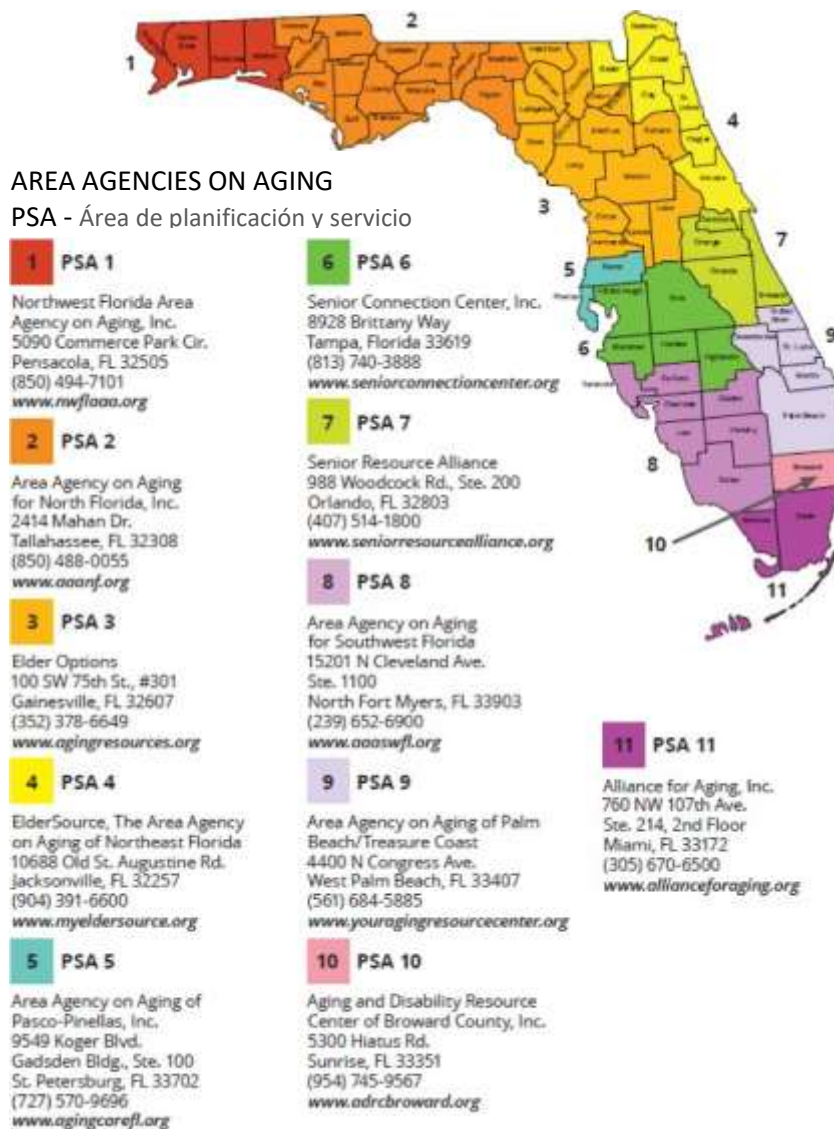 2
1
4
AREA AGENCIES ON AGING
PSA - Área de planificación y servicio
3
7
5
6
9
8
10
11
1 PSA 1
Northwest Florida Area
Agency on Aging, Inc.
5090 Commerce Park Cir.
Pensacola, FL 32505
(850) 494-7101
www.nwflaaa.org
2 PSA 2
Area Agency on Aging
for North Florida, Inc.
2414 Mahan Dr.
Tallahassee, FL 32308
(850) 488-0055
www.aaanf.org
3 PSA 3
Elder Options
100 SW 75th St., #301
Gainesville, FL 32607
(352) 378-6649
www.agingresources.org
4 PSA 4
ElderSource, The Area Agency
on Aging of Northeast Florida
10688 Old St. Augustine Rd.
Jacksonville, FL 32257
(904) 391-6600
www.myeldersource.org
5 PSA 5
Area Agency on Aging of
Pasco-Pinellas, Inc.
9549 Koger Blvd.
Gadsden Bldg., Ste. 100
St. Petersburg, FL 33702
(727) 570-9696
www.agingcarefl.org
6 PSA 6
Senior Connection Center, Inc.
8928 Brittany Way
Tampa, Florida 33619
(813) 740-3888
www.seniorconnectioncenter.org
7 PSA 7
Senior Resource Alliance
988 Woodcock Rd., Ste. 200
Orlando, FL 32803
(407) 514-1800
www.seniorresourcealliance.org
8 PSA 8
Area Agency on Aging
for Southwest Florida
15201 N Cleveland Ave.
Ste. 1100
North Fort Myers, FL 33903
(239) 652-6900
www.aaaswfl.org
9 PSA 9
Area Agency on Aging of Palm
Beach/Treasure Coast
4400 N Congress Ave.
West Palm Beach, FL 33407
(561) 684-5885
www.youragingresourcecenter.org
10 PSA 10
Aging and Disability Resource
Center of Broward County, Inc.
5300 Hiatus Rd.
Sunrise, FL 33351
(954) 745-9567
www.adrcbroward.org
11 PSA 11
Alliance for Aging, Inc.
760 NW 107th Ave.
Ste. 214, 2nd Floor
Miami, FL 33172
(305) 670-6500
www.allianceforaging.org